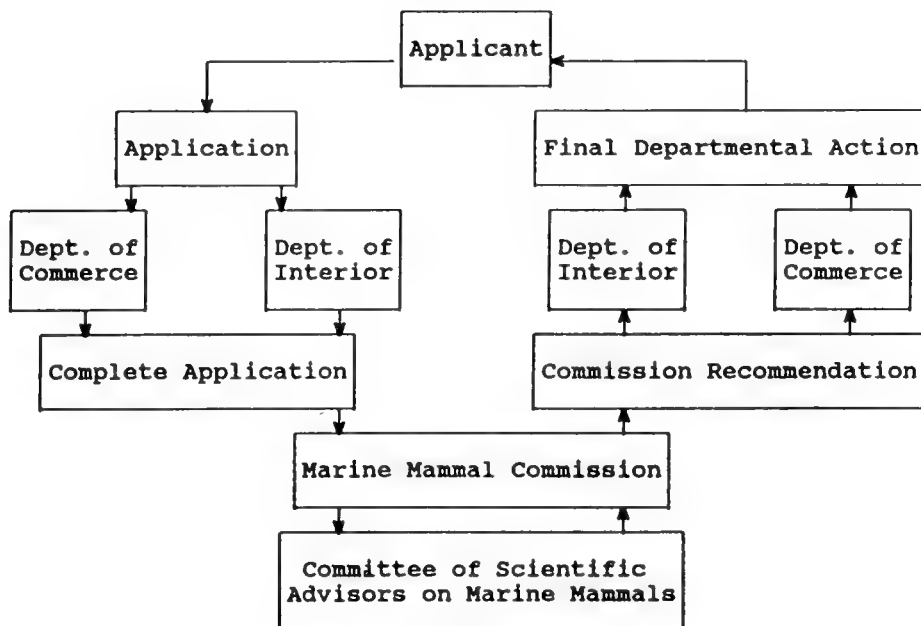 Applicant
Application
Final Departmental Action
Dept. of
Commerce
Dept. of
Interior
Dept. of
Interior
Dept. of
Commerce
Complete Application
Commission Recommendation
Marine Mammal Commission
Committee of Scientific
Advisors on Marine Mammals